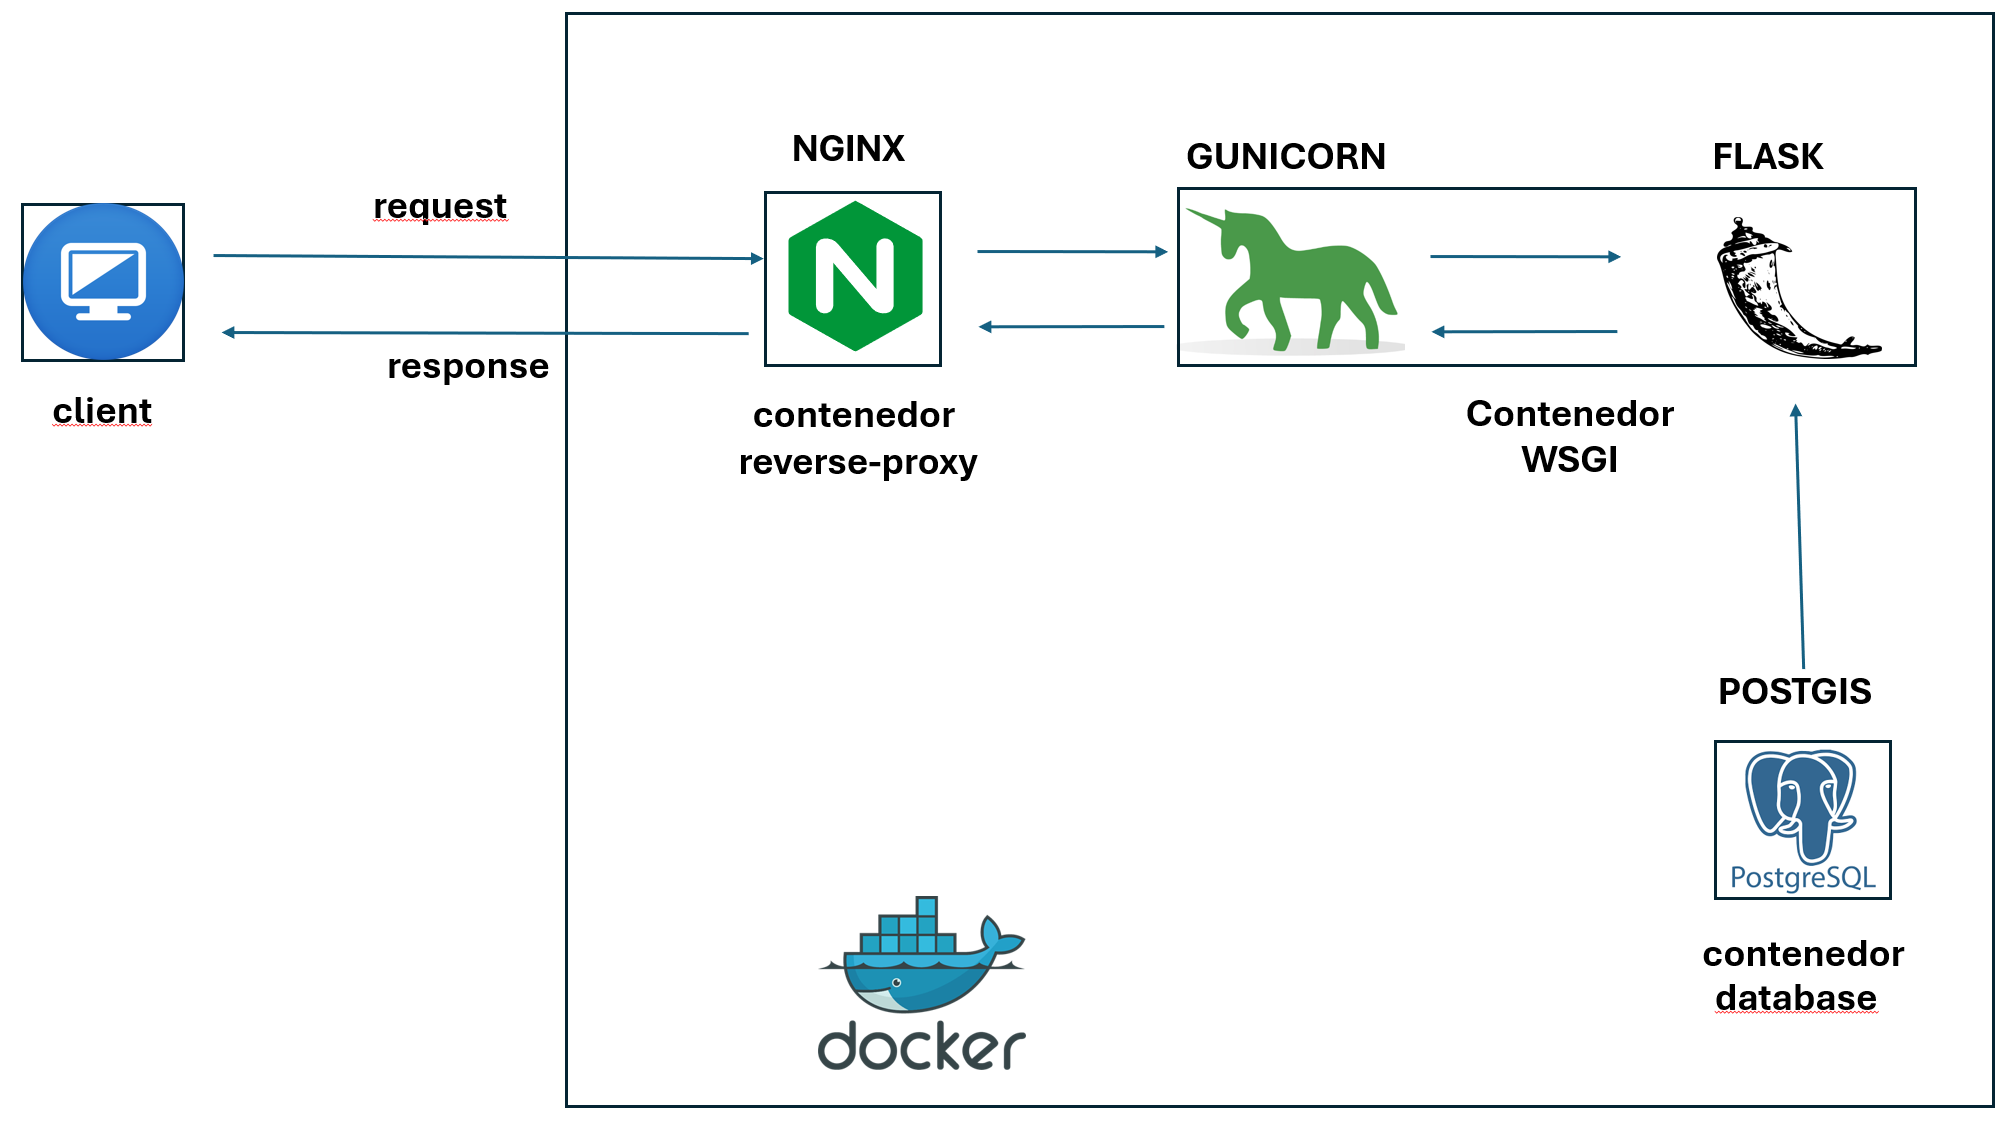 NGINX
GUNICORN
FLASK
request
response
client
contenedor
reverse-proxy
Contenedor
WSGI
POSTGIS
PostgreSQL
contenedor
database
docker